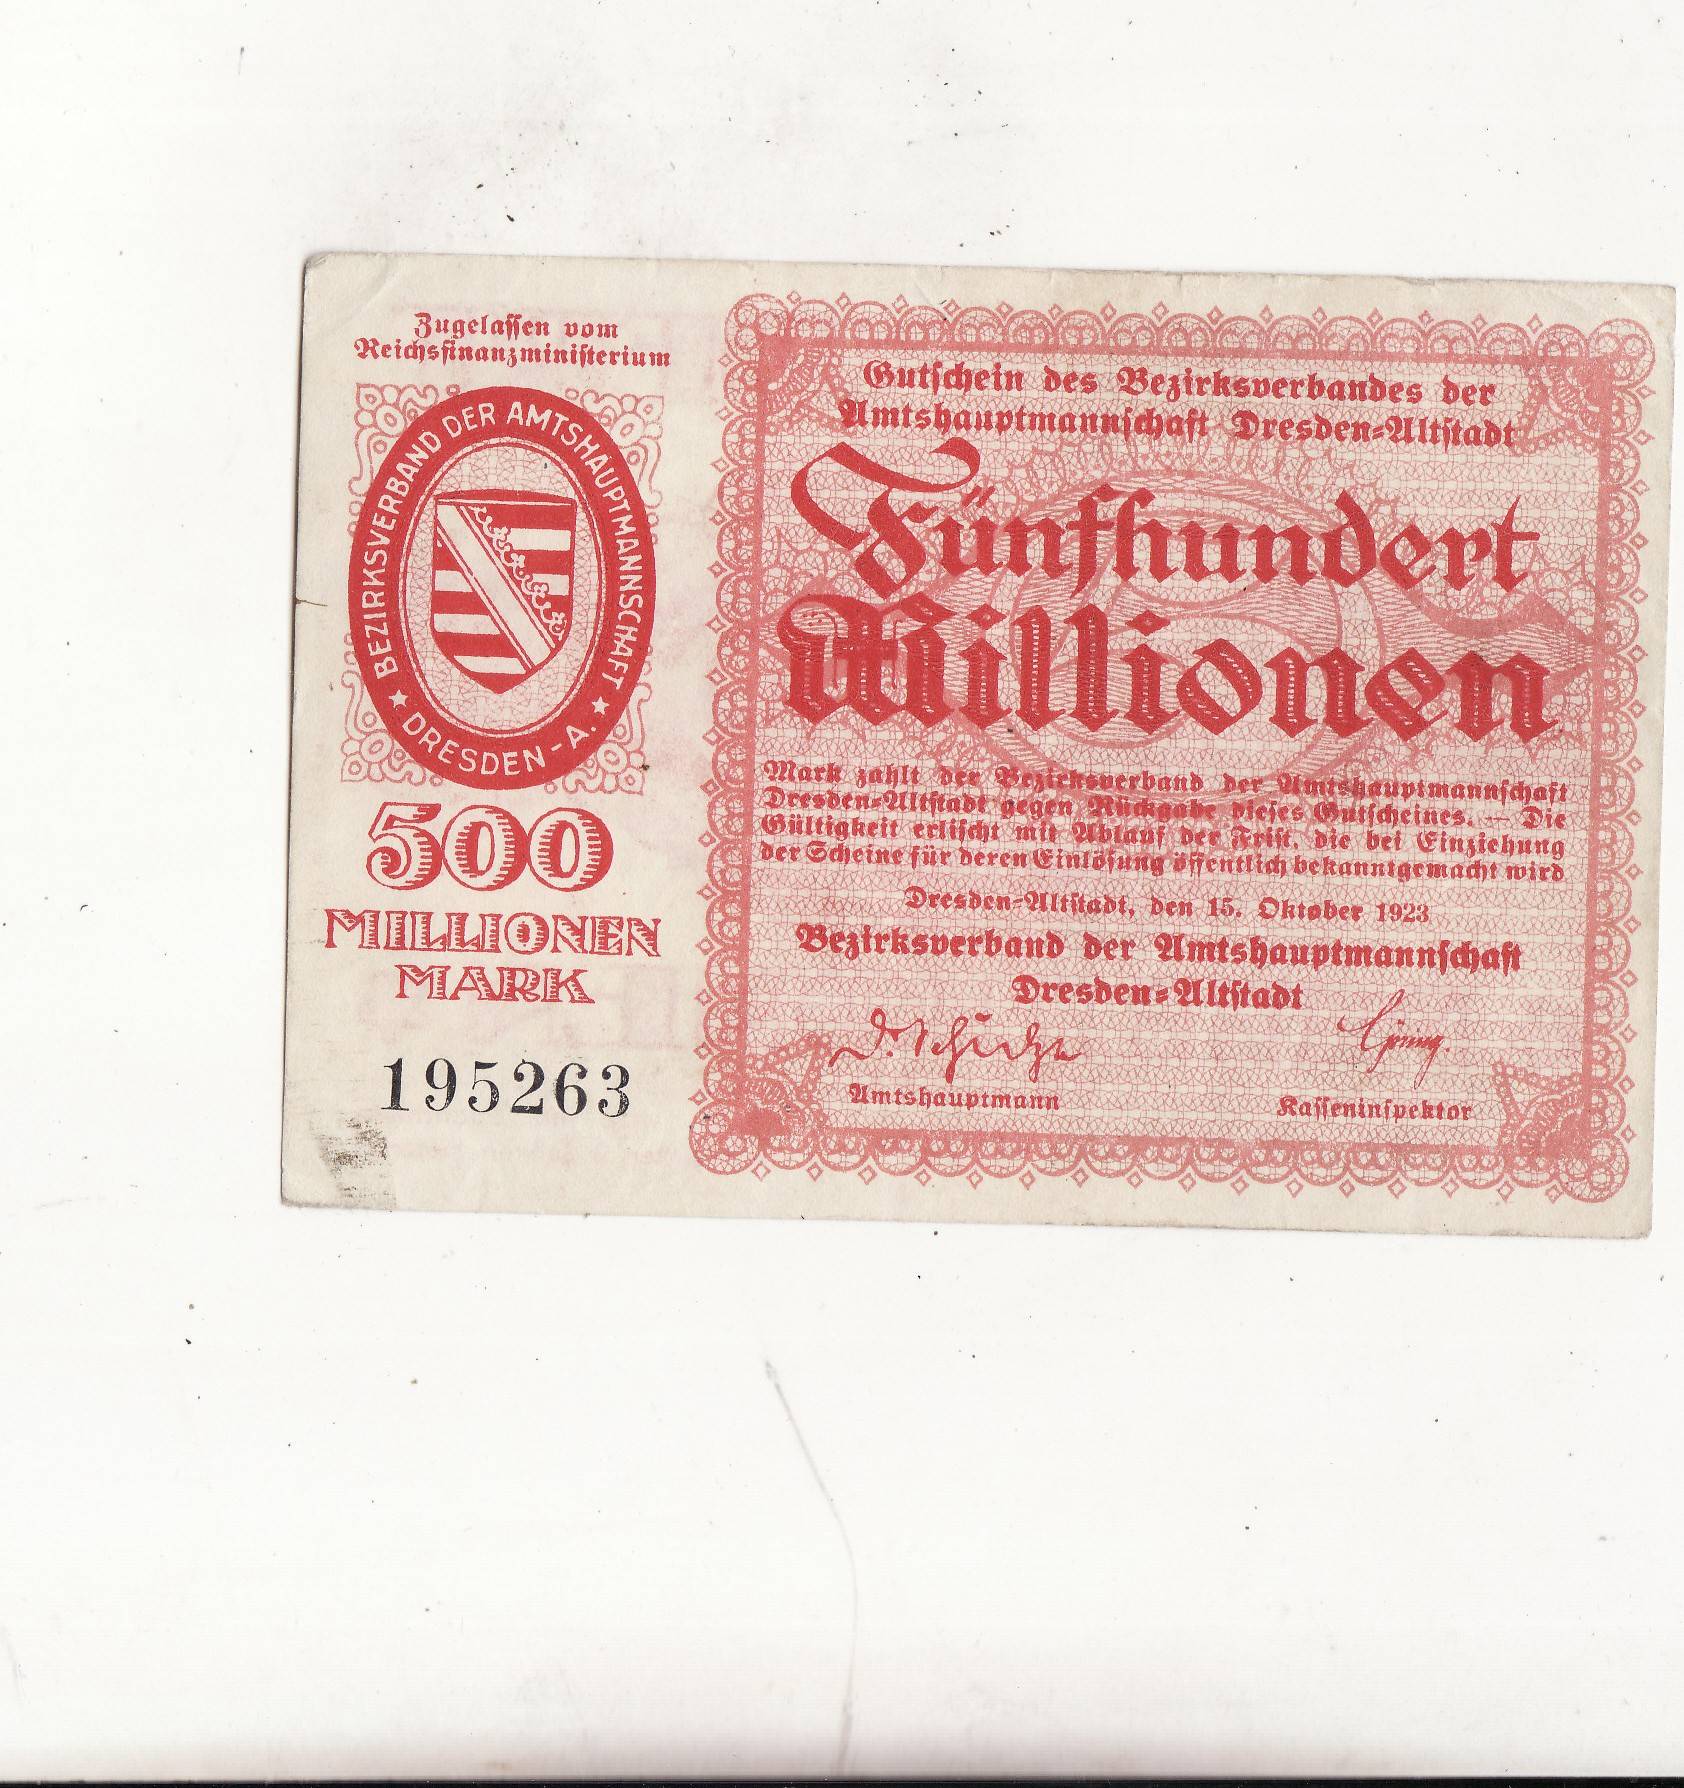 Zugelassen vom
Reichsfinanzministerium
BEZIRKSVERBAND DER AMTSHAUPTMANNSCHAFT
★ DRESDEN-A. ★
500
MILLIONEN
MARK
195263
Gutschein des Bezirksverbandes der
Amtshauptmannschaft Dresden-Altstadt
Fünfhundert
Millionen
Mark zahlt der Bezirksverband der Amtshauptmannschaft
Dresden-Altstadt gegen Rückgabe dieses Gutscheines. — Die
Gültigkeit erlischt mit Ablauf der Frist, die bei Einziehung
der Scheine für deren Einlösung öffentlich bekanntgemacht wird
Dresden-Altstadt, den 15. Oktober 1923
Bezirksverband der Amtshauptmannschaft
Dresden-Altstadt
Amtshauptmann
Kasseninspektor